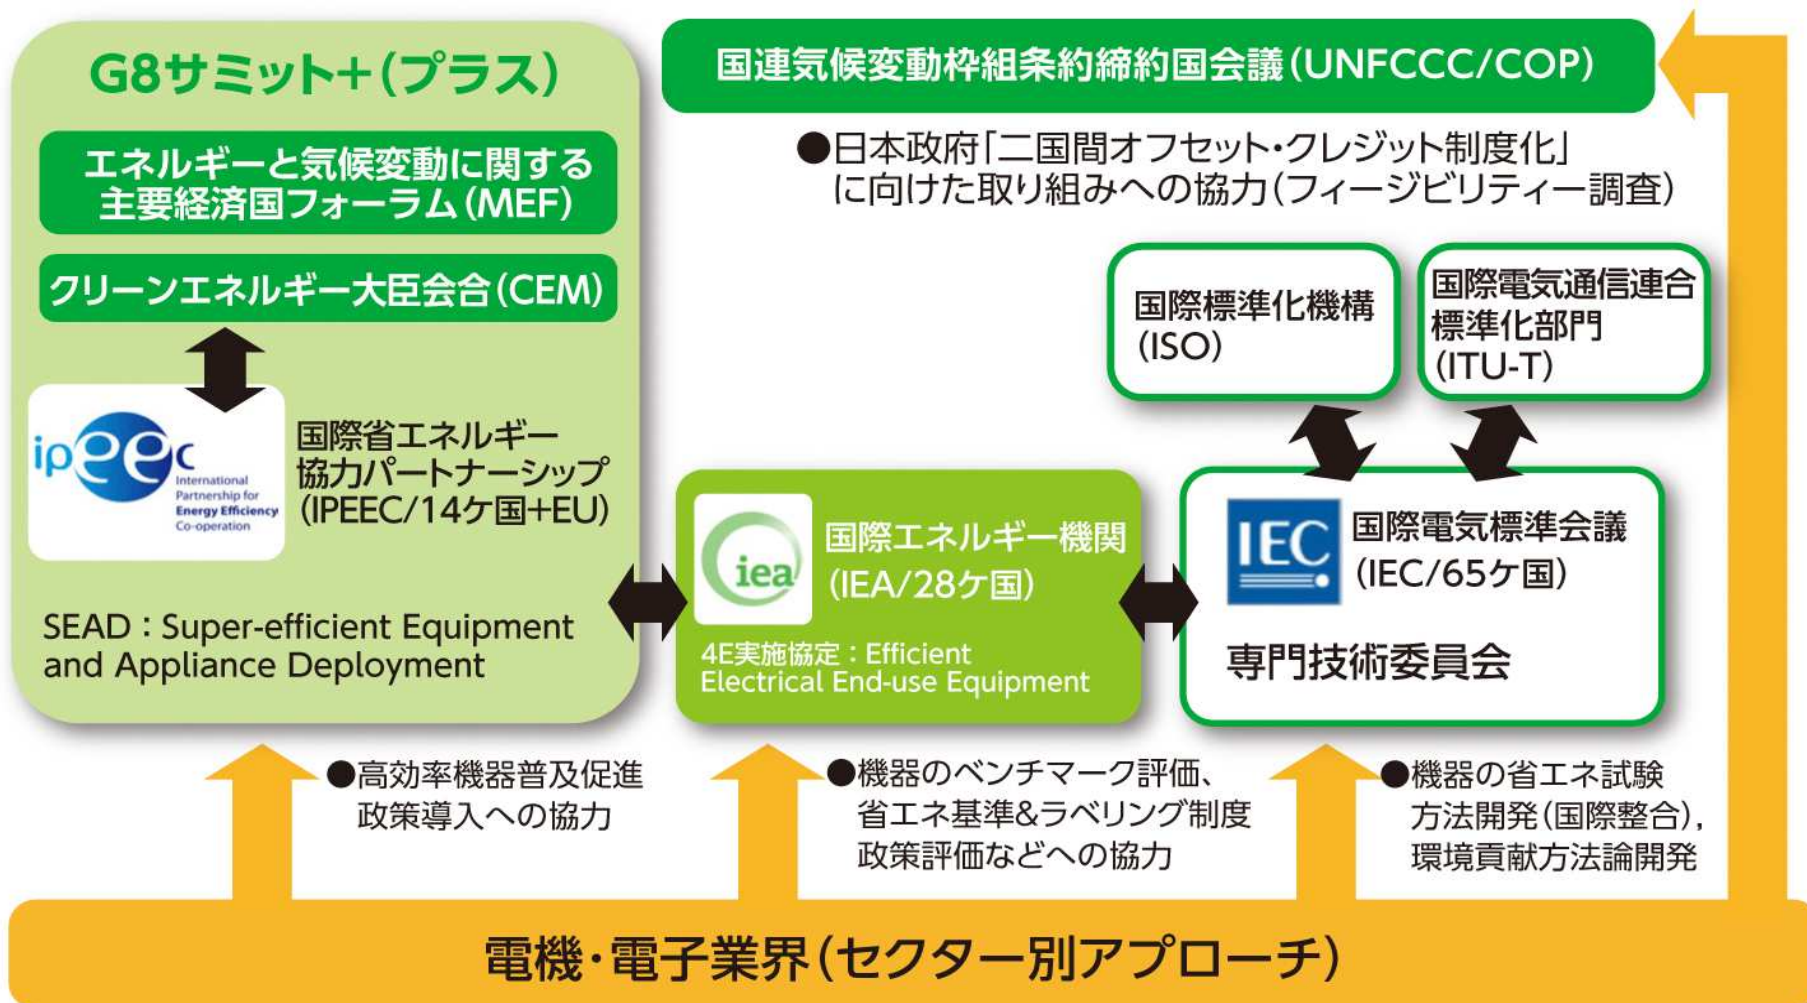 G8サミット+(プラス)
エネルギーと気候変動に関する
主要経済国フォーラム(MEF)
クリーンエネルギー大臣会合(CEM)
ipeec
International
Partnership for
Energy Efficiency
Co-operation
国際省エネルギー
協力パートナーシップ
(IPEEC/14ケ国+EU)
SEAD:Super-efficient Equipment
and Appliance Deployment
国連気候変動枠組条約締約国会議(UNFCCC/COP)
●日本政府「二国間オフセット・クレジット制度化」
に向けた取り組みへの協力(フィージビリティー調査)
国際標準化機構
(ISO)
国際電気通信連合
標準化部門
(ITU-T)
iea
国際エネルギー機関
(IEA/28ケ国)
4E実施協定:Efficient
Electrical End-use Equipment
IEC
国際電気標準会議
(IEC/65ケ国)
専門技術委員会
●高効率機器普及促進
政策導入への協力
●機器のベンチマーク評価、
省エネ基準&ラベリング制度
政策評価などへの協力
●機器の省エネ試験
方法開発(国際整合),
環境貢献方法論開発
電機・電子業界(セクター別アプローチ)